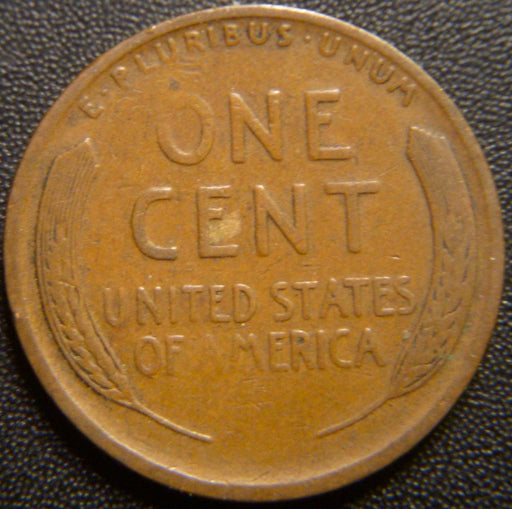 E · PLURIBUS · UNUM
ONE
CENT
UNITED STATES
OF AMERICA